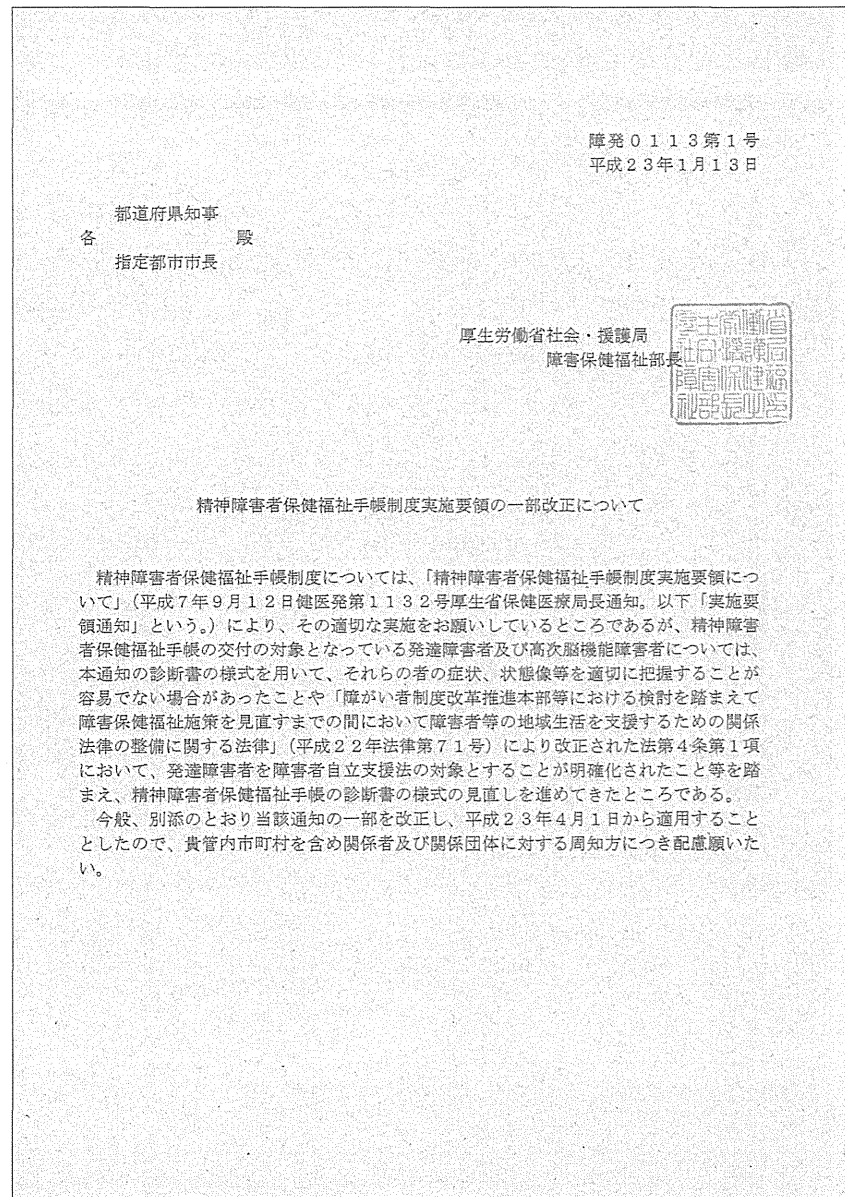 障発０１１３第１号
平成２３年１月１３日
都道府県知事
各　殿
指定都市市長
厚生労働省社会・援護局
障害保健福祉部長
精神障害者保健福祉手帳制度実施要領の一部改正について
精神障害者保健福祉手帳制度については、「精神障害者保健福祉手帳制度実施要領につ
いて」（平成７年９月１２日健医発第１１３２号厚生省保健医療局長通知。以下「実施要
領通知」という。）により、その適切な実施をお願いしているところであるが、精神障害
者保健福祉手帳の交付の対象となっている発達障害者及び高次脳機能障害者については、
本通知の診断書の様式を用いて、それらの者の症状、状態像等を適切に把握することが
容易でない場合があったことや「障がい者制度改革推進本部等における検討を踏まえて
障害保健福祉施策を見直すまでの間において障害者等の地域生活を支援するための関係
法律の整備に関する法律」（平成２２年法律第７１号）により改正された法第４条第１項
において、発達障害者を障害者自立支援法の対象とすることが明確化されたこと等を踏
まえ、精神障害者保健福祉手帳の診断書の様式の見直しを進めてきたところである。
今般、別添のとおり当該通知の一部を改正し、平成２３年４月１日から適用すること
としたので、貴管内市町村を含め関係者及び関係団体に対する周知方につき配慮願いた
い。